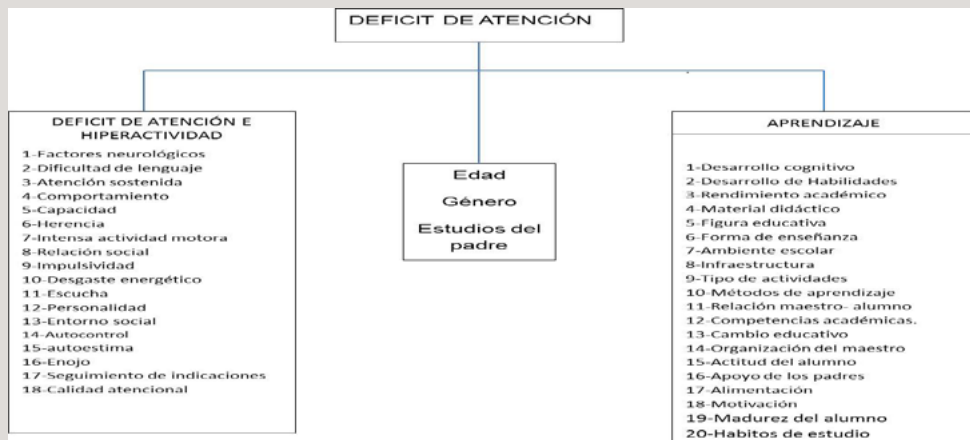 DEFICIT DE ATENCIÓN
DEFICIT DE ATENCIÓN E
HIPERACTIVIDAD
1-Factores neurológicos
2-Dificultad de lenguaje
3-Atención sostenida
4-Comportamiento
5-Capacidad
6-Herencia
7-Intensa actividad motora
8-Relación social
9-Impulsividad
10-Desgaste energético
11-Escucha
12-Personalidad
13-Entorno social
14-Autocontrol
15-autoestima
16-Enojo
17-Seguimiento de indicaciones
18-Calidad atencional
Edad
Género
Estudios del
padre
APRENDIZAJE
1-Desarrollo cognitivo
2-Desarrollo de Habilidades
3-Rendimiento académico
4-Material didáctico
5-Figura educativa
6-Forma de enseñanza
7-Ambiente escolar
8-Infraestructura
9-Tipo de actividades
10-Métodos de aprendizaje
11-Relación maestro- alumno
12-Competencias académicas.
13-Cambio educativo
14-Organización del maestro
15-Actitud del alumno
16-Apoyo de los padres
17-Alimentación
18-Motivación
19-Madurez del alumno
20-Habitos de estudio